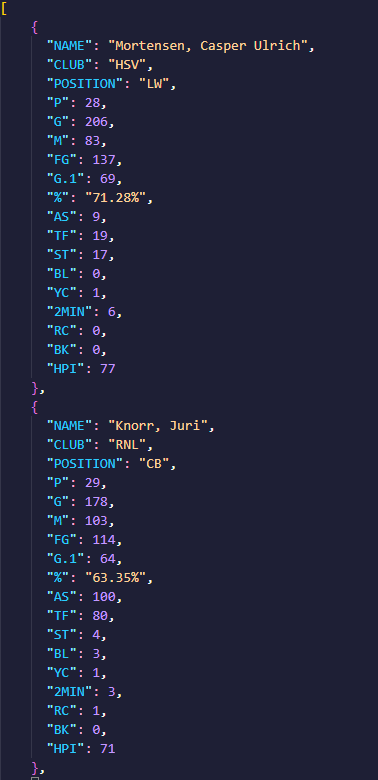 [
{
"NAME": "Mortensen, Casper Ulrich",
"CLUB": "HSV",
"POSITION": "LW",
"P": 28,
"G": 206,
"M": 83,
"FG": 137,
"G.1": 69,
"%": "71.28%",
"AS": 9,
"TF": 19,
"ST": 17,
"BL": 0,
"YC": 1,
"2MIN": 6,
"RC": 0,
"BK": 0,
"HPI": 77
},
{
"NAME": "Knorr, Juri",
"CLUB": "RNL",
"POSITION": "CB",
"P": 29,
"G": 178,
"M": 103,
"FG": 114,
"G.1": 64,
"%": "63.35%",
"AS": 100,
"TF": 80,
"ST": 4,
"BL": 3,
"YC": 1,
"2MIN": 3,
"RC": 1,
"BK": 0,
"HPI": 71
},